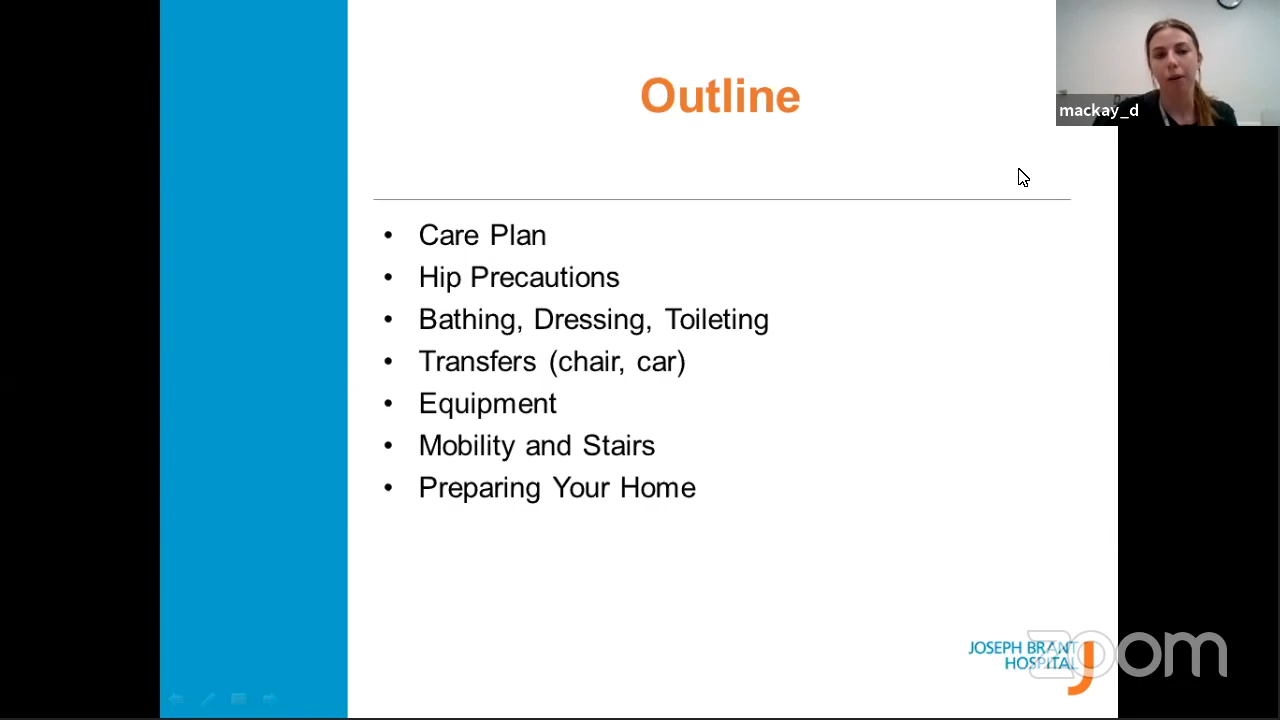 Outline
mackay_d
• Care Plan
• Hip Precautions
• Bathing, Dressing, Toileting
• Transfers (chair, car)
• Equipment
• Mobility and Stairs
• Preparing Your Home
JOSEPH BRANT
HOSPITAL
zoom